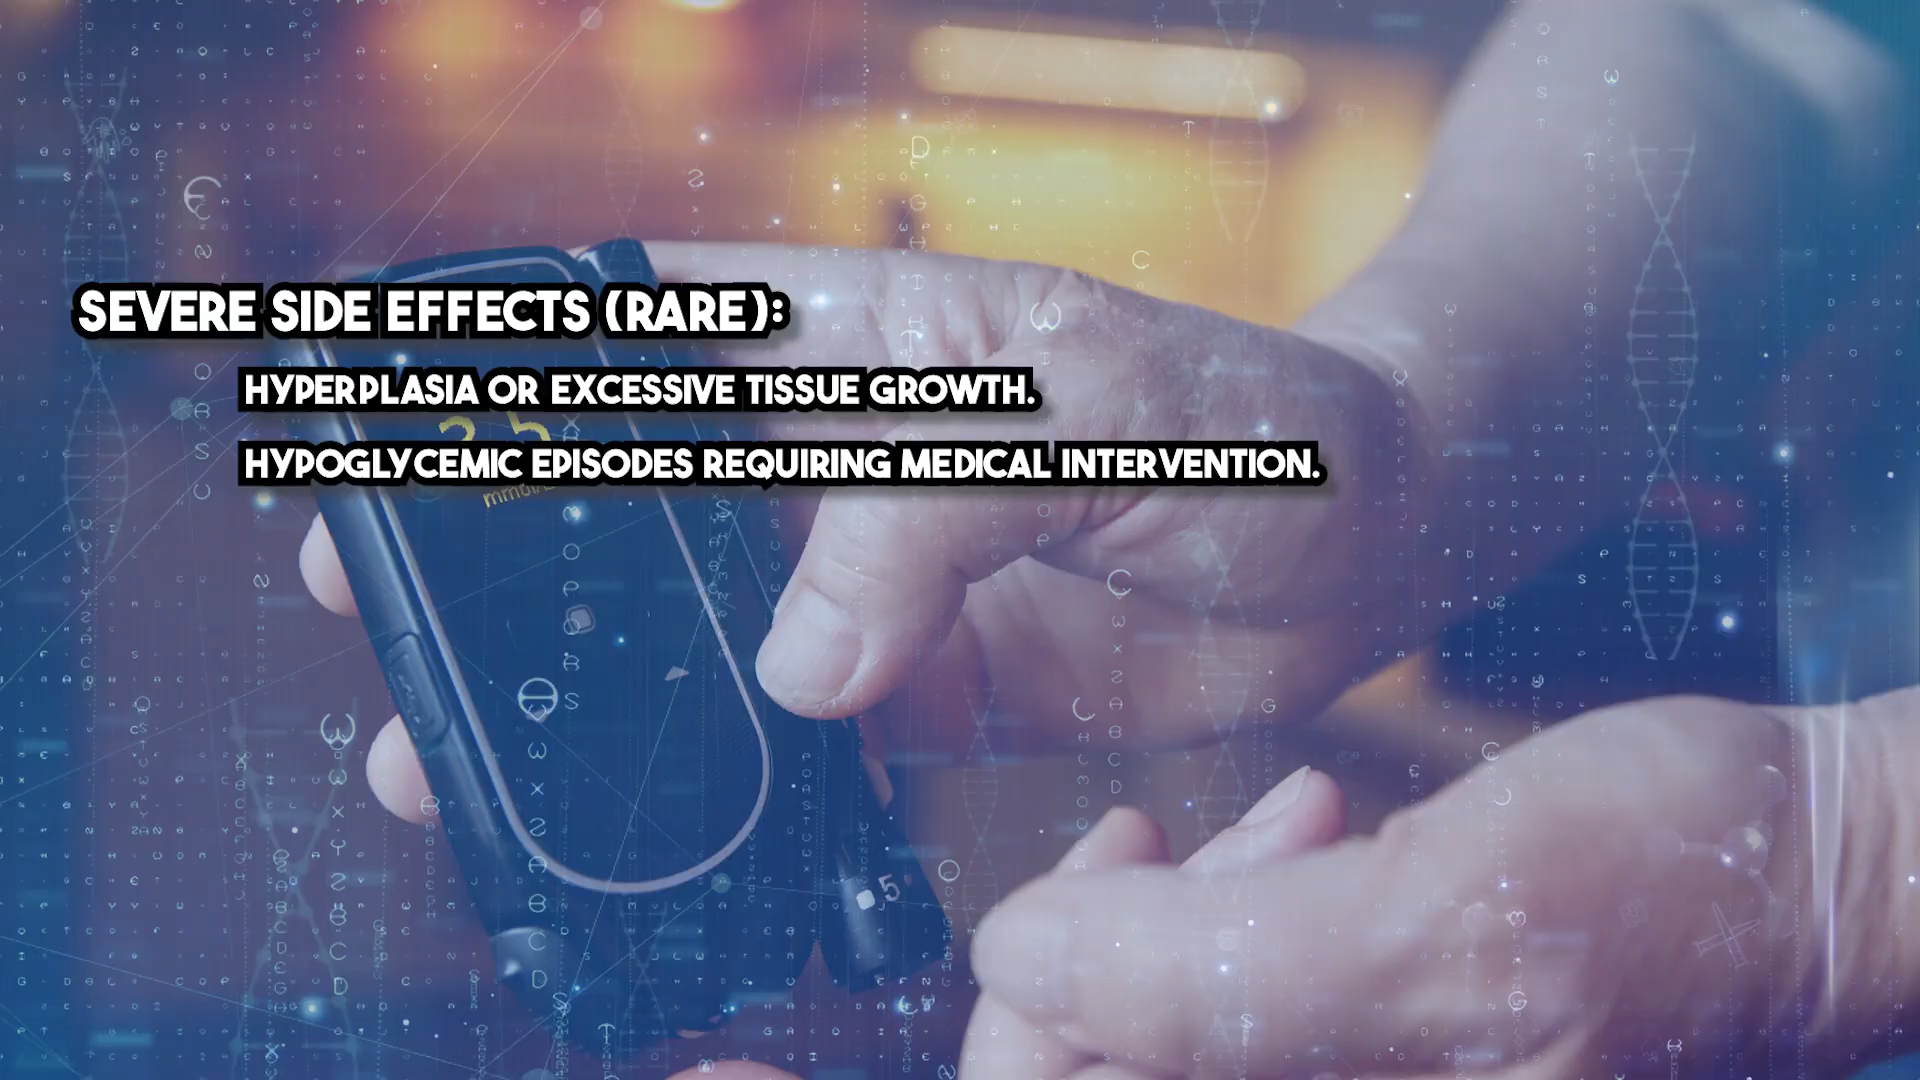 SEVERE SIDE EFFECTS (RARE):
HYPERPLASIA OR EXCESSIVE TISSUE GROWTH.
HYPOGLYCEMIC EPISODES REQUIRING MEDICAL INTERVENTION.